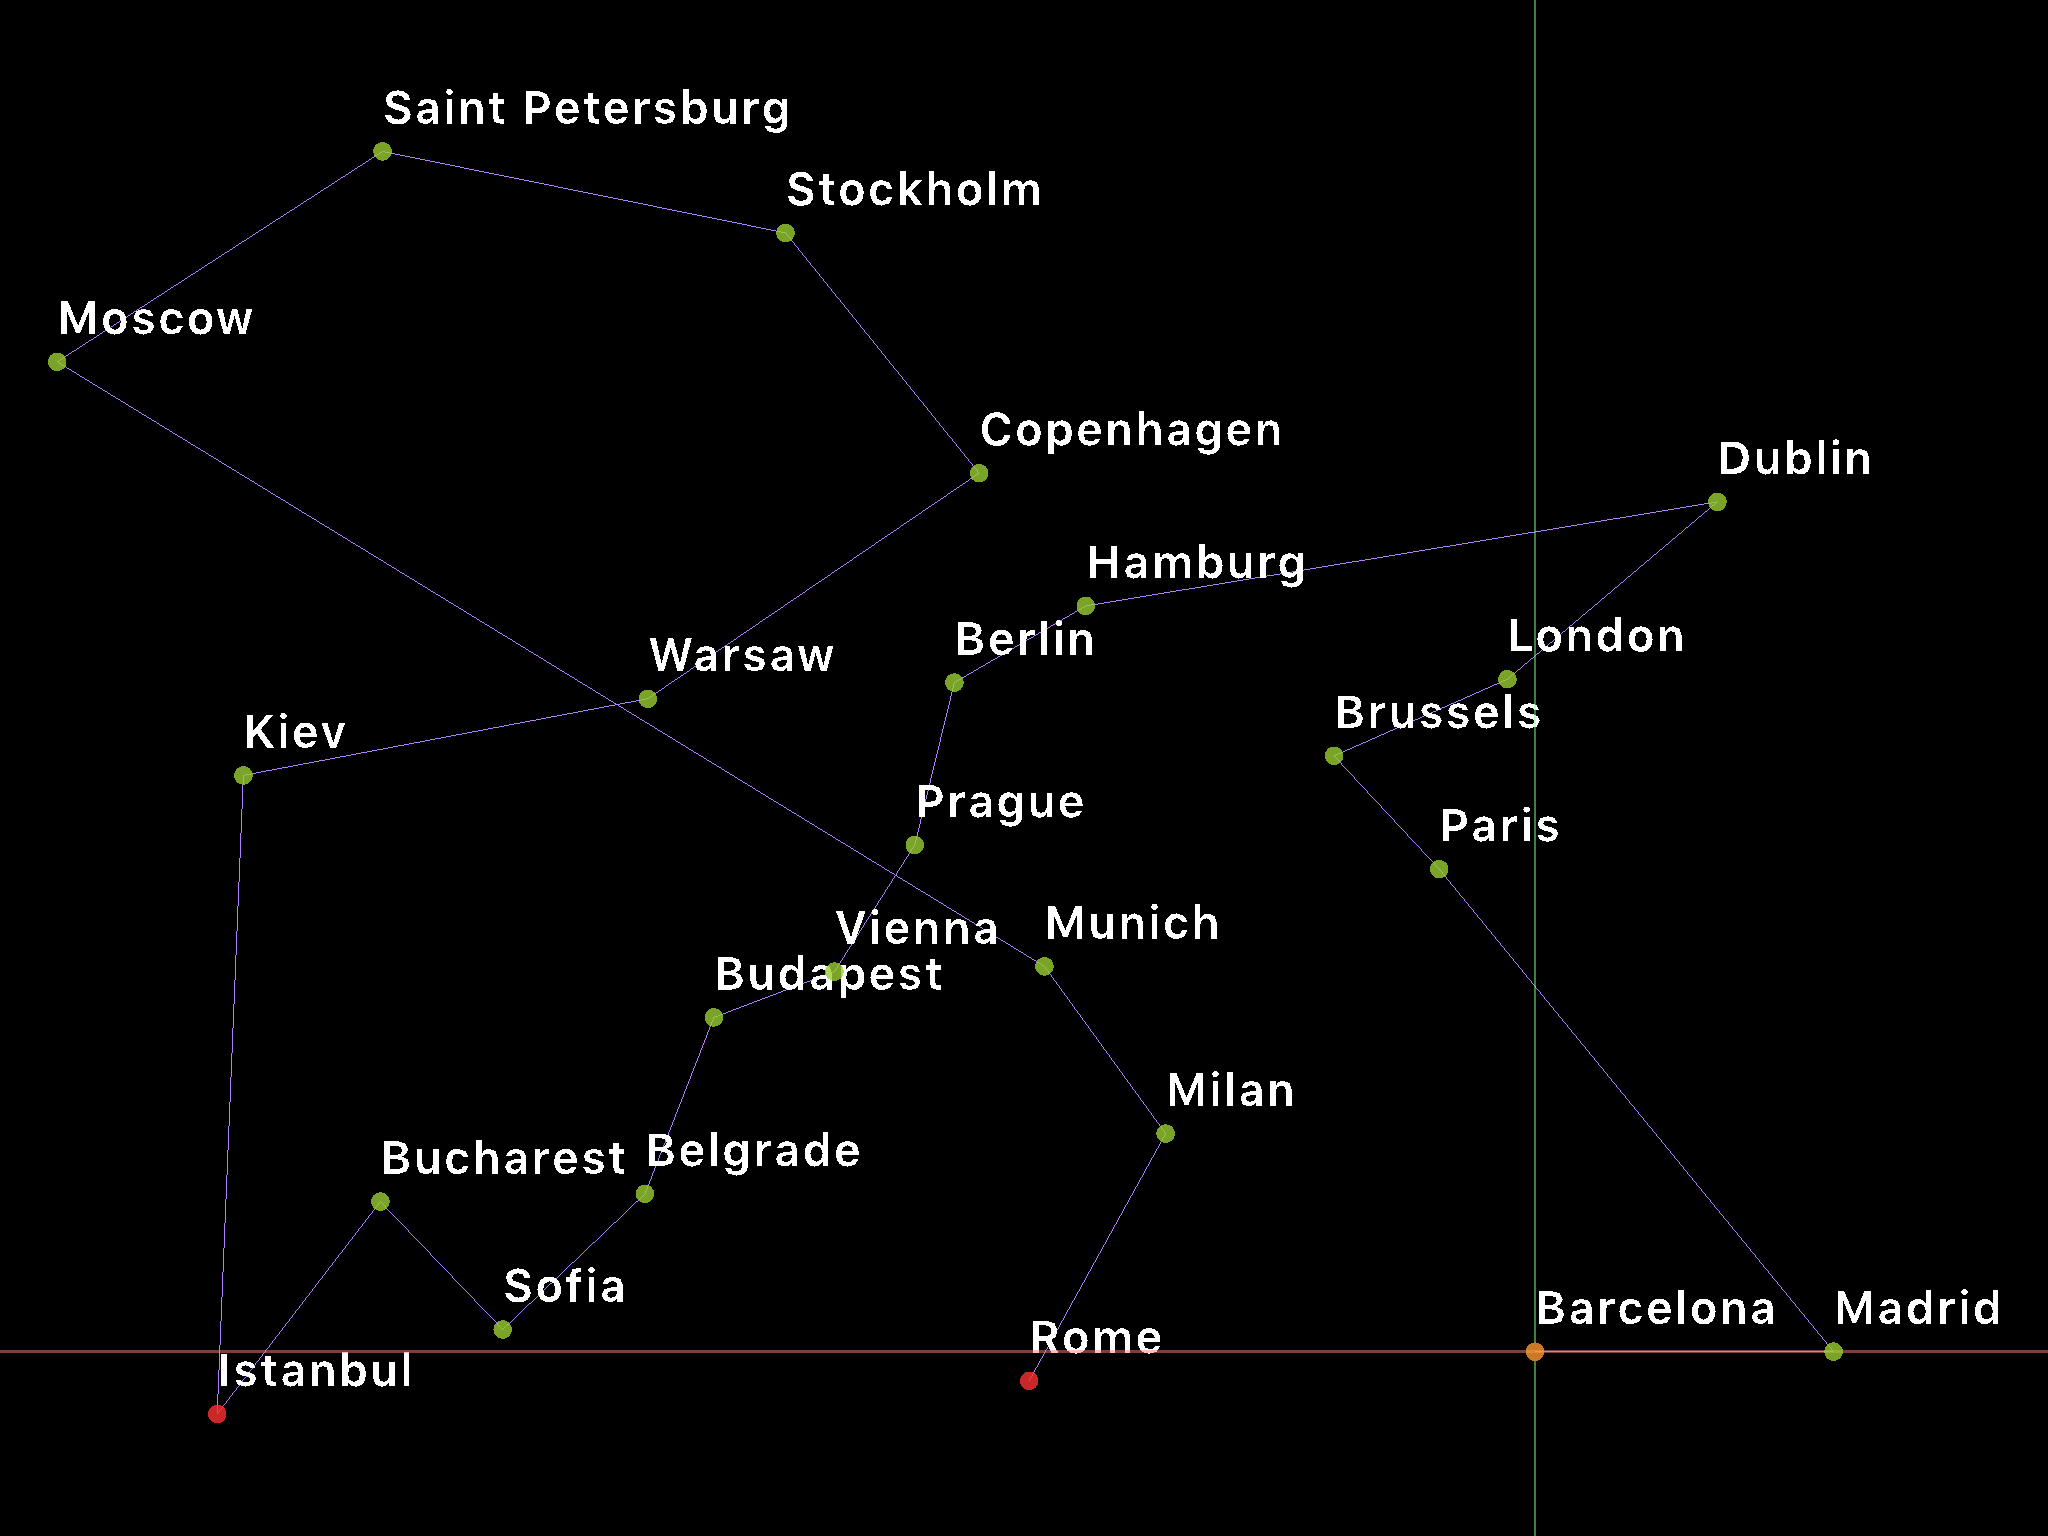 Saint Petersburg
Stockholm
Moscow
Copenhagen
Dublin
Hamburg
London
Berlin
Warsaw
Brussels
Kiev
Prague
Paris
Munich
Vienna
Budapest
Milan
Belgrade
Bucharest
Sofia
Barcelona
Madrid
Rome
Istanbul